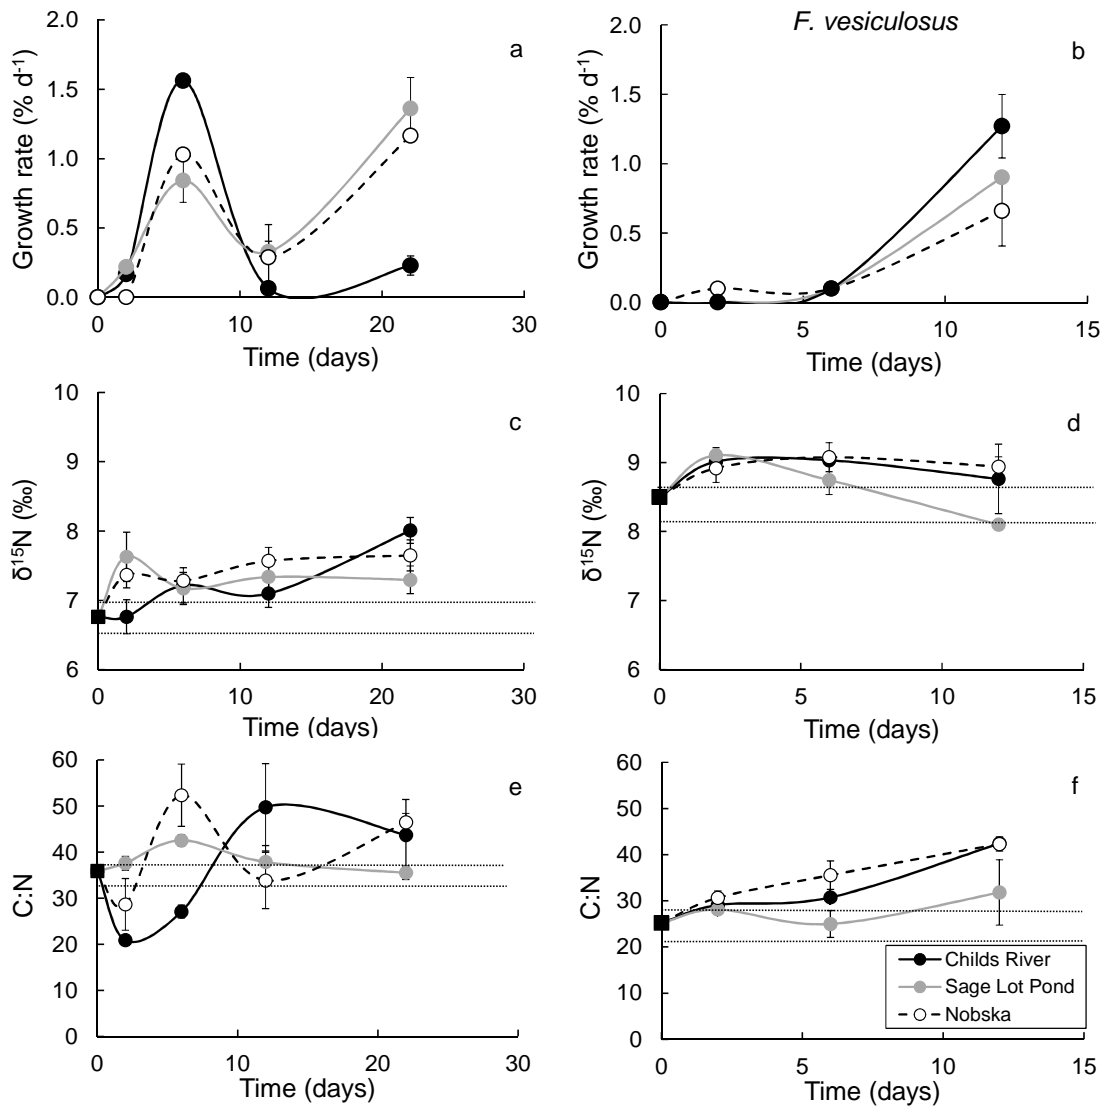 F. vesiculosus
a
Growth rate (% d-1)
2.0
1.5
1.0
0.5
0.0
0
10
20
30
Time (days)
b
Growth rate (% d-1)
2.0
1.5
1.0
0.5
0.0
0
5
10
15
Time (days)
c
δ15N (‰)
10
9
8
7
6
0
10
20
30
Time (days)
d
δ15N (‰)
10
9
8
7
6
0
5
10
15
Time (days)
e
C:N
60
50
40
30
20
10
0
0
10
20
30
Time (days)
f
C:N
60
50
40
30
20
10
0
0
5
10
15
Time (days)
Childs River
Sage Lot Pond
Nobska